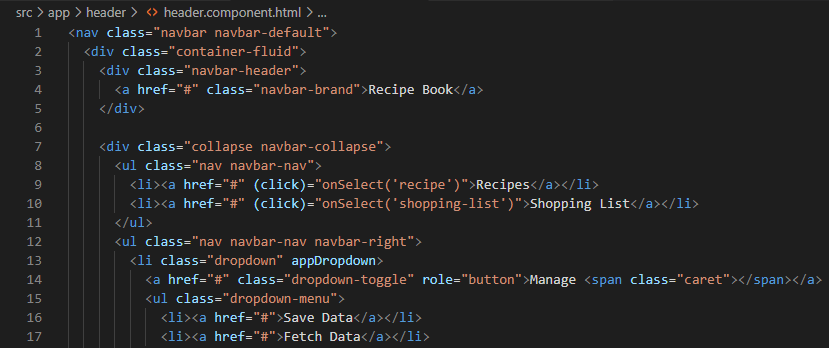 src > app > header > <> header.component.html > ...
1 <nav class="navbar navbar-default">
2 <div class="container-fluid">
3 <div class="navbar-header">
4 <a href="#" class="navbar-brand">Recipe Book</a>
5 </div>
6
7 <div class="collapse navbar-collapse">
8 <ul class="nav navbar-nav">
9 <li><a href="#" (click)="onSelect('recipe')">Recipes</a></li>
10 <li><a href="#" (click)="onSelect('shopping-list')">Shopping List</a></li>
11 </ul>
12 <ul class="nav navbar-nav navbar-right">
13 <li class="dropdown" appDropdown>
14 <a href="#" class="dropdown-toggle" role="button">Manage <span class="caret"></span></a>
15 <ul class="dropdown-menu">
16 <li><a href="#">Save Data</a></li>
17 <li><a href="#">Fetch Data</a></li>